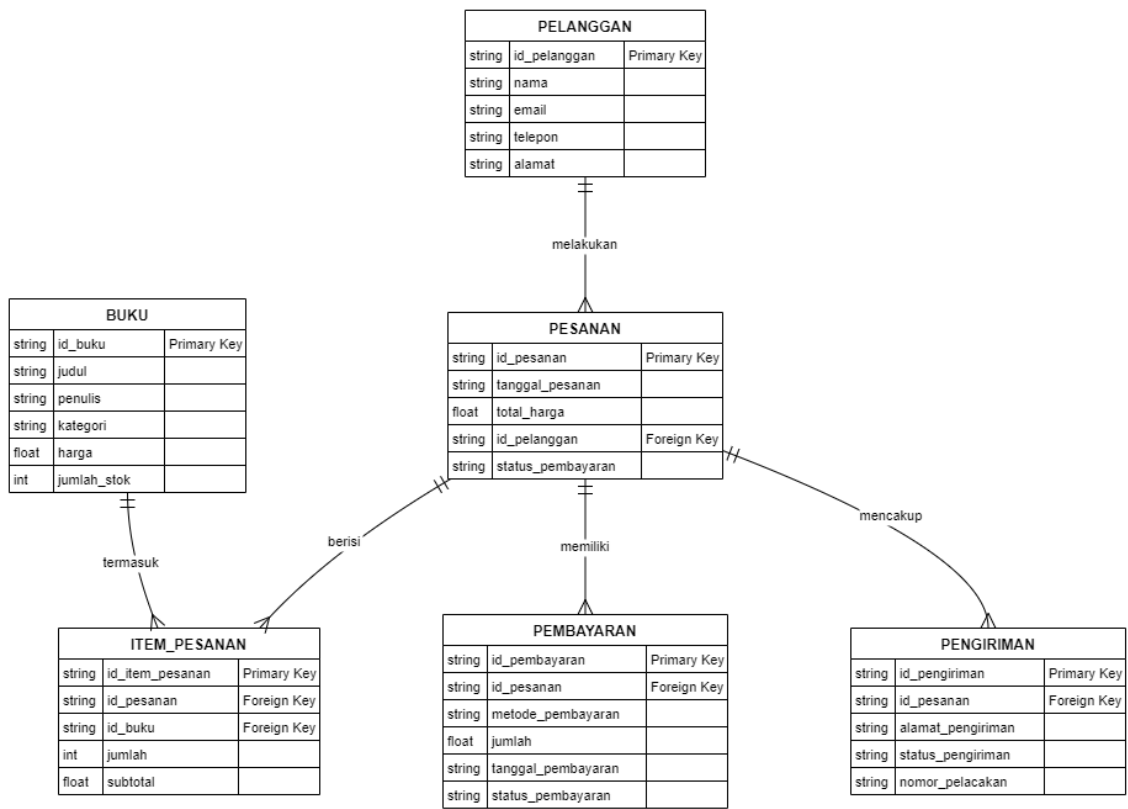 PELANGGAN
string id_pelanggan Primary Key
string nama
string email
string telepon
string alamat
melakukan
BUKU
string id_buku Primary Key
string judul
string penulis
string kategori
float harga
int jumlah_stok
PESANAN
string id_pesanan Primary Key
string tanggal_pesanan
float total_harga
string id_pelanggan Foreign Key
string status_pembayaran
termasuk
berisi
memiliki
mencakup
ITEM_PESANAN
string id_item_pesanan Primary Key
string id_pesanan Foreign Key
string id_buku Foreign Key
int jumlah
float subtotal
PEMBAYARAN
string id_pembayaran Primary Key
string id_pesanan Foreign Key
string metode_pembayaran
float jumlah
string tanggal_pembayaran
string status_pembayaran
PENGIRIMAN
string id_pengiriman Primary Key
string id_pesanan Foreign Key
string alamat_pengiriman
string status_pengiriman
string nomor_pelacakan